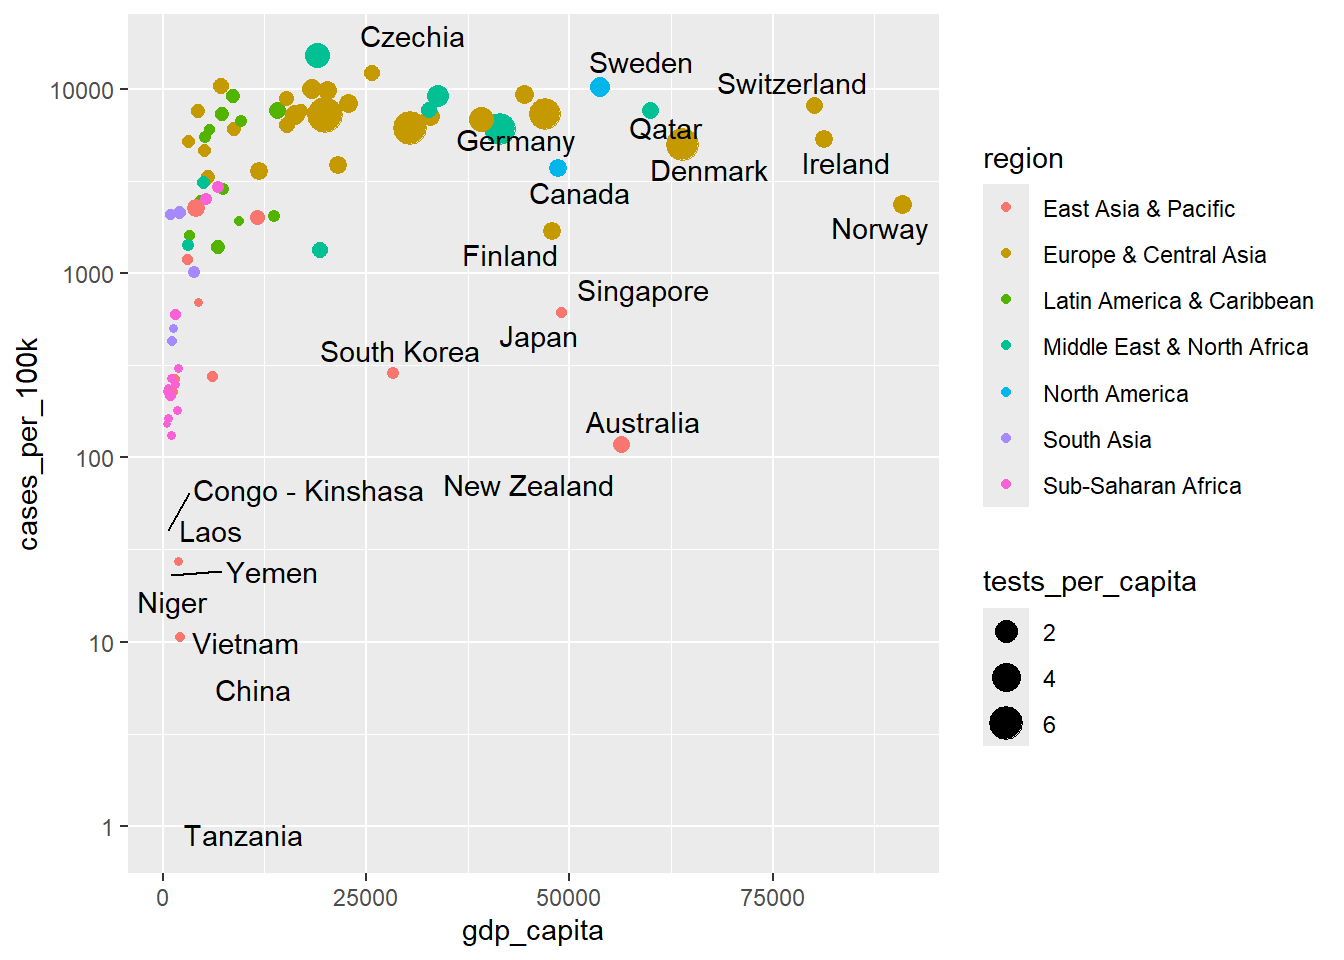 Czechia
Sweden
Switzerland
10000
Qatar
Germany
Denmark
Ireland
Canada
Norway
Finland
1000
Singapore
Japan
South Korea
Australia
100
New Zealand
Congo - Kinshasa
Laos
Yemen
Niger
10
Vietnam
China
1
Tanzania
0
25000
50000
75000
gdp_capita
cases_per_100k
region
East Asia & Pacific
Europe & Central Asia
Latin America & Caribbean
Middle East & North Africa
North America
South Asia
Sub-Saharan Africa
tests_per_capita
2
4
6